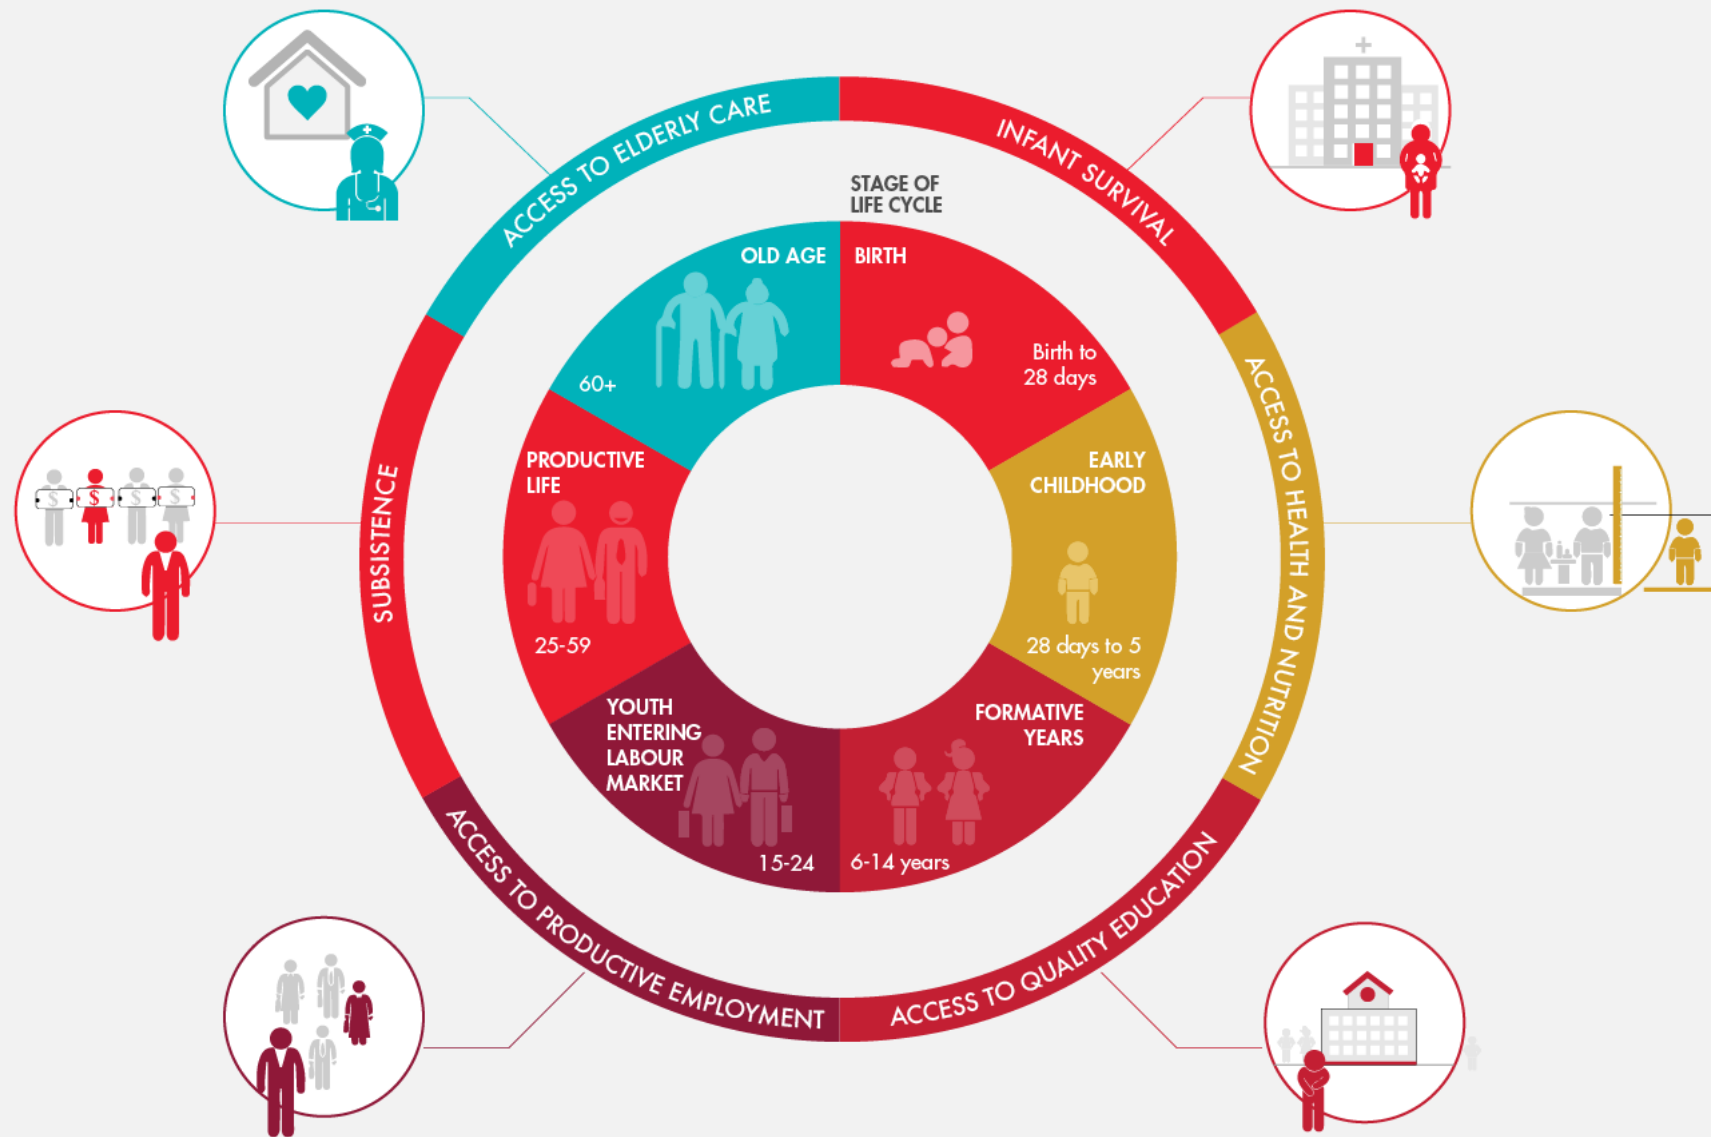 STAGE OF
LIFE CYCLE
BIRTH
Birth to
28 days
INFANT SURVIVAL
EARLY
CHILDHOOD
28 days to 5
years
ACCESS TO HEALTH AND NUTRITION
FORMATIVE
YEARS
6-14 years
ACCESS TO QUALITY EDUCATION
YOUTH
ENTERING
LABOUR
MARKET
15-24
ACCESS TO PRODUCTIVE EMPLOYMENT
PRODUCTIVE
LIFE
25-59
SUBSISTENCE
$ $ $ $
OLD AGE
60+
ACCESS TO ELDERLY CARE